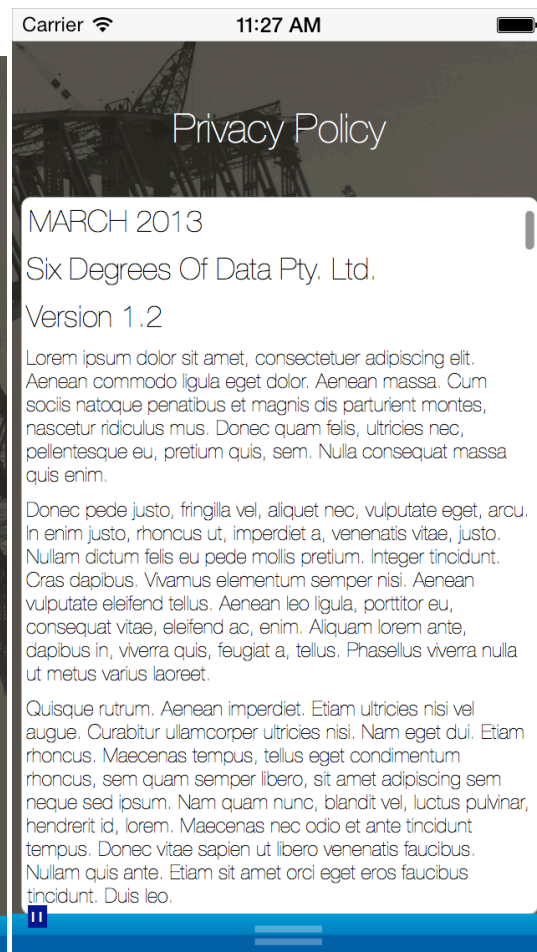 Carrier 11:27 AM
Privacy Policy
MARCH 2013
Six Degrees Of Data Pty. Ltd.
Version 1.2
Lorem ipsum dolor sit amet, consectetuer adipiscing elit.
Aenean commodo ligula eget dolor. Aenean massa. Cum
sociis natoque penatibus et magnis dis parturient montes,
nascetur ridiculus mus. Donec quam felis, ultricies nec,
pellentesque eu, pretium quis, sem. Nulla consequat massa
quis enim.
Donec pede justo, fringilla vel, aliquet nec, vulputate eget, arcu.
In enim justo, rhoncus ut, imperdiet a, venenatis vitae, justo.
Nullam dictum felis eu pede mollis pretium. Integer tincidunt.
Cras dapibus. Vivamus elementum semper nisi. Aenean
vulputate eleifend tellus. Aenean leo ligula, porttitor eu,
consequat vitae, eleifend ac, enim. Aliquam lorem ante,
dapibus in, viverra quis, feugiat a, tellus. Phasellus viverra nulla
ut metus varius laoreet.
Quisque rutrum. Aenean imperdiet. Etiam ultricies nisi vel
augue. Curabitur ullamcorper ultricies nisi. Nam eget dui. Etiam
rhoncus. Maecenas tempus, tellus eget condimentum
rhoncus, sem quam semper libero, sit amet adipiscing sem
neque sed ipsum. Nam quam nunc, blandit vel, luctus pulvinar,
hendrerit id, lorem. Maecenas nec odio et ante tincidunt
tempus. Donec vitae sapien ut libero venenatis faucibus.
Nullam quis ante. Etiam sit amet orci eget eros faucibus
tincidunt. Duis leo.